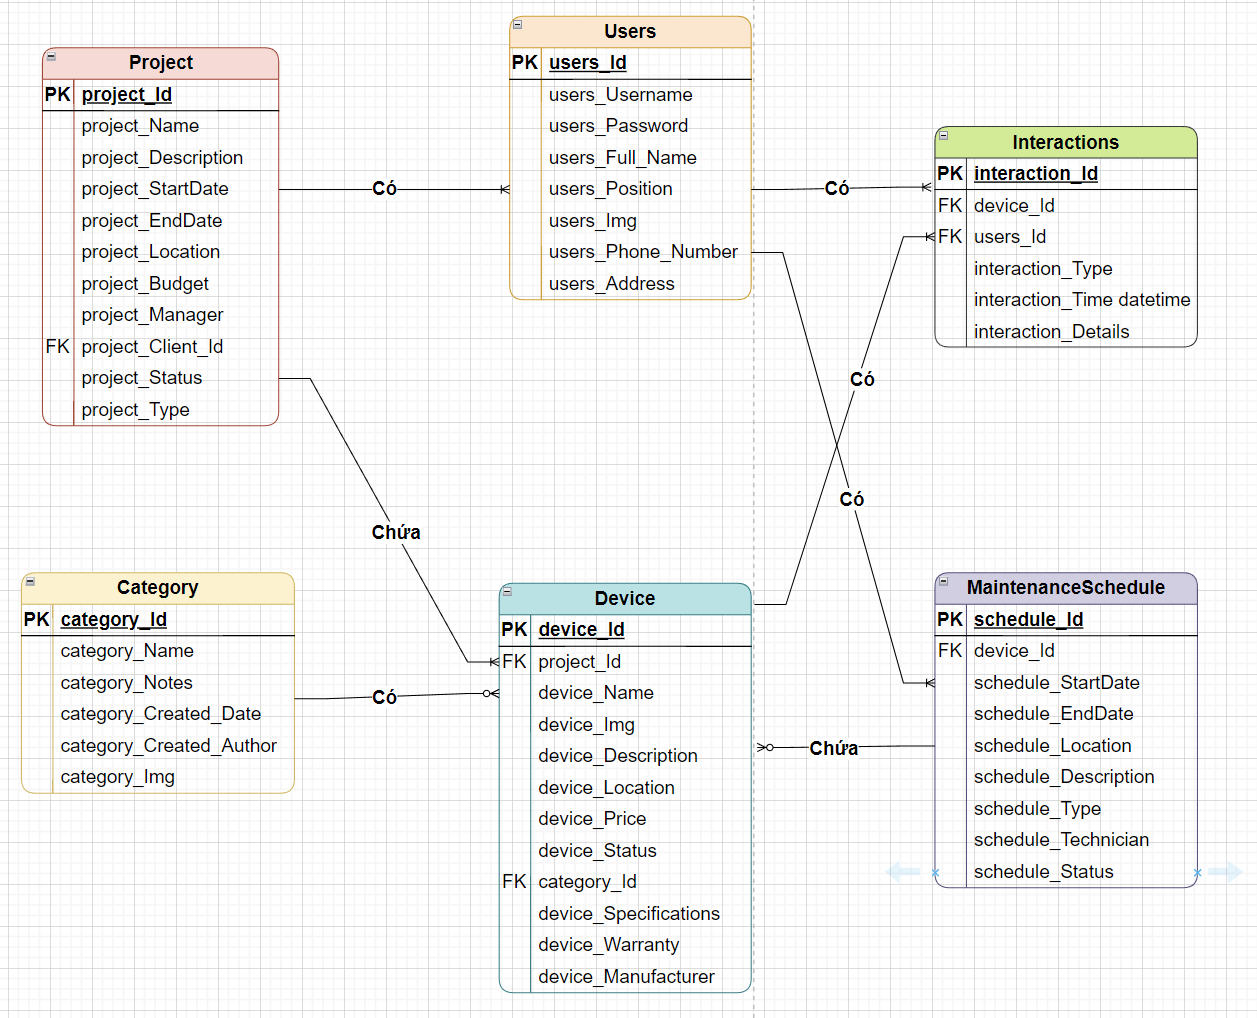 Project
PK project_Id
project_Name
project_Description
project_StartDate
project_EndDate
project_Location
project_Budget
project_Manager
FK project_Client_Id
project_Status
project_Type
Có
Users
PK users_Id
users_Username
users_Password
users_Full_Name
users_Position
users_Img
users_Phone_Number
users_Address
Có
Interactions
PK interaction_Id
FK device_Id
FK users_Id
interaction_Type
interaction_Time datetime
interaction_Details
Có
Có
Chứa
Category
PK category_Id
category_Name
category_Notes
category_Created_Date
category_Created_Author
category_Img
Có
Device
PK device_Id
FK project_Id
device_Name
device_Img
device_Description
device_Location
device_Price
device_Status
FK category_Id
device_Specifications
device_Warranty
device_Manufacturer
Chứa
MaintenanceSchedule
PK schedule_Id
FK device_Id
schedule_StartDate
schedule_EndDate
schedule_Location
schedule_Description
schedule_Type
schedule_Technician
schedule_Status